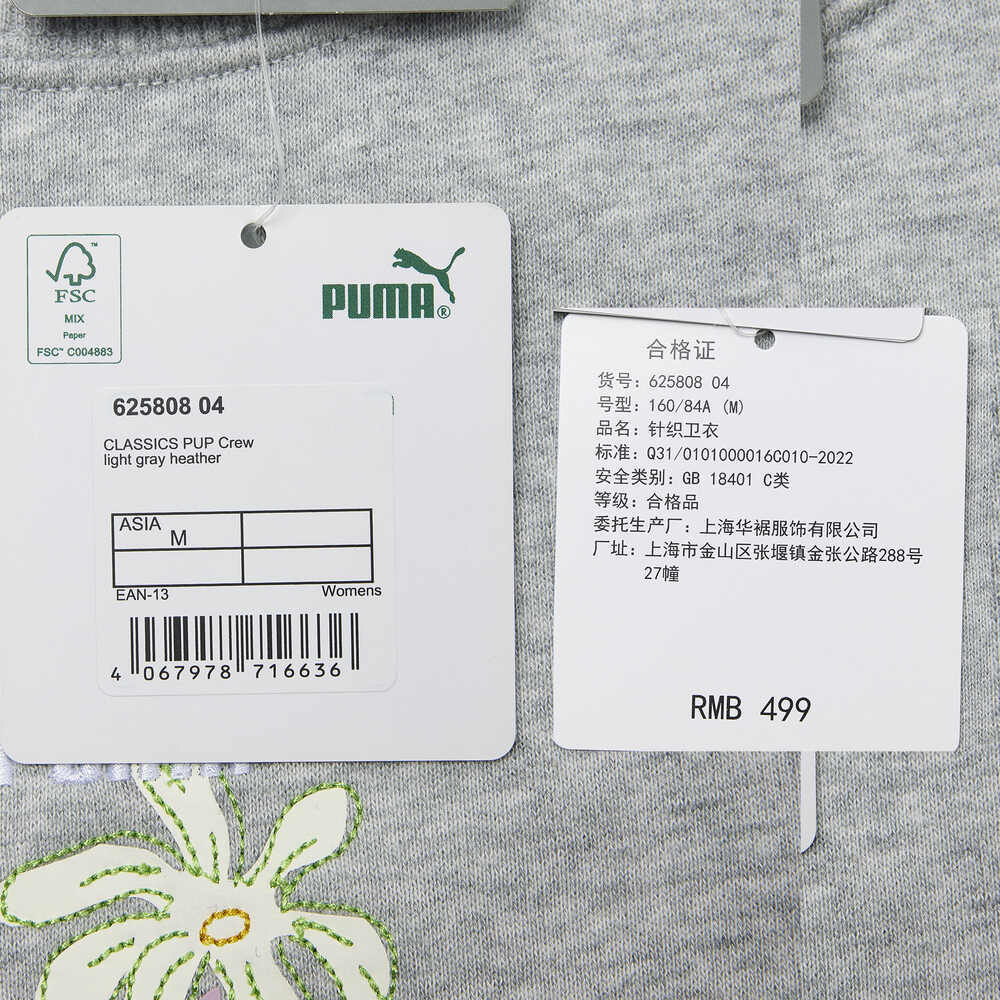 FSC™
MIX
Paper
FSC™ C004883
PUMA®
625808 04
CLASSICS PUP Crew
light gray heather
ASIA
M
EAN-13
Womens
4 067978 716636
合格证
货号: 625808 04
号型: 160/84A (M)
品名: 针织卫衣
标准: Q31/0101000016C010-2022
安全类别: GB 18401 C类
等级: 合格品
委托生产厂: 上海华裾服饰有限公司
厂址: 上海市金山区张堰镇金张公路288号
27幢
RMB 499